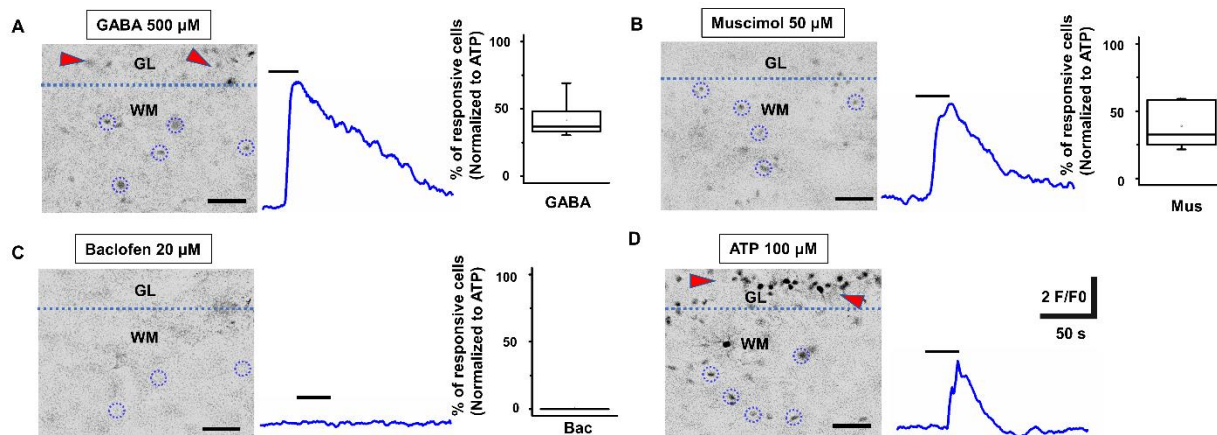 A
GABA 500 µM
GL
WM
% of responsive cells
(Normalized to ATP)
100
50
0
GABA
B
Muscimol 50 µM
GL
WM
% of responsive cells
(Normalized to ATP)
100
50
0
Mus
C
Baclofen 20 µM
GL
WM
% of responsive cells
(Normalized to ATP)
100
50
0
Bac
D
ATP 100 µM
GL
WM
2 F/F0
50 s